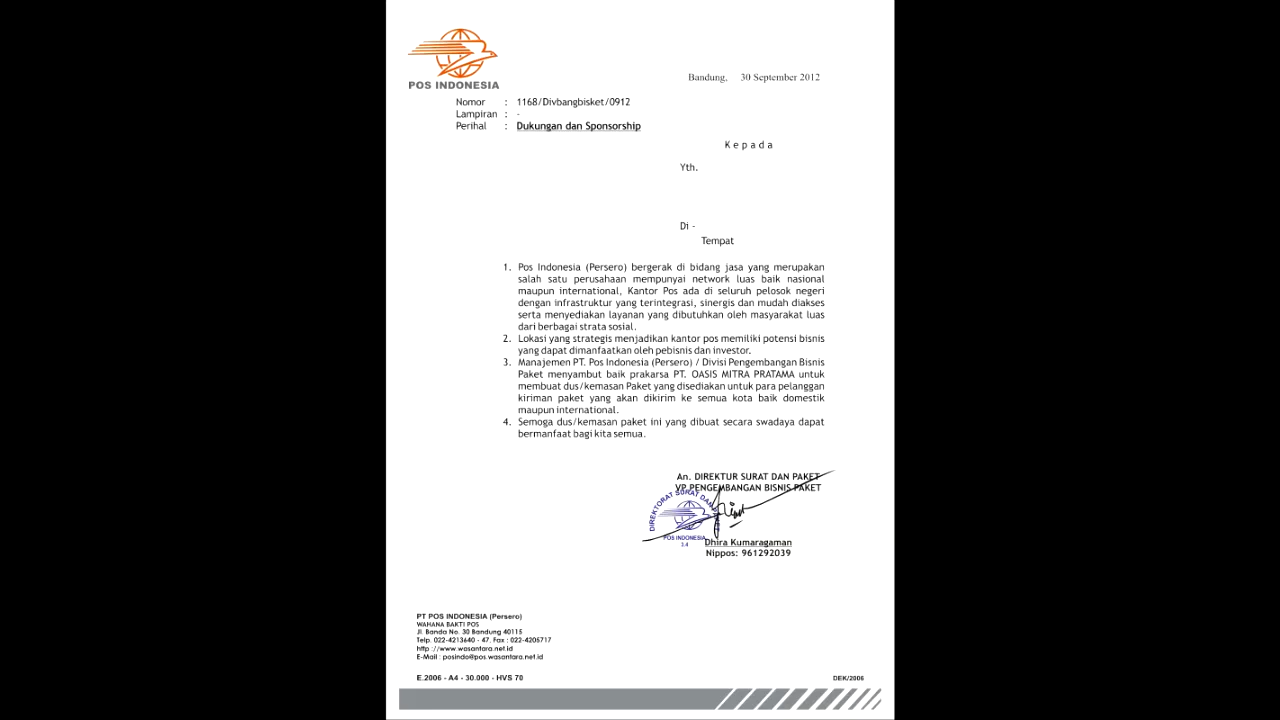 POS INDONESIA
Bandung, 30 September 2012
Nomor : 1168/Divbangbisket/0912
Lampiran : -
Perihal : Dukungan dan Sponsorship
K e p a d a
Yth.
Di -
Tempat
1. Pos Indonesia (Persero) bergerak di bidang jasa yang merupakan
salah satu perusahaan mempunyai network luas baik nasional
maupun international, Kantor Pos ada di seluruh pelosok negeri
dengan infrastruktur yang terintegrasi, sinergis dan mudah diakses
serta menyediakan layanan yang dibutuhkan oleh masyarakat luas
dari berbagai strata sosial.
2. Lokasi yang strategis menjadikan kantor pos memiliki potensi bisnis
yang dapat dimanfaatkan oleh pebisnis dan investor.
3. Manajemen PT. Pos Indonesia (Persero) / Divisi Pengembangan Bisnis
Paket menyambut baik prakarsa PT. OASIS MITRA PRATAMA untuk
membuat dus/kemasan Paket yang disediakan untuk para pelanggan
kiriman paket yang akan dikirim ke semua kota baik domestik
maupun international.
4. Semoga dus/kemasan paket ini yang dibuat secara swadaya dapat
bermanfaat bagi kita semua.
An. DIREKTUR SURAT DAN PAKET
VP PENGEMBANGAN BISNIS PAKET
DIREKTORAT SURAT DAN PAKET
POS INDONESIA
3.4
Dhira Kumaragaman
Nippos: 961292039
PT POS INDONESIA (Persero)
WAHANA BAKTI POS
Jl. Banda No. 30 Bandung 40115
Telp. 022-4213640 - 47. Fax : 022-4205717
http ://www.wasantara.net.id
E-Mail : posindo@pos.wasantara.net.id
E.2006 - A4 - 30.000 - HVS 70
DEK/2006